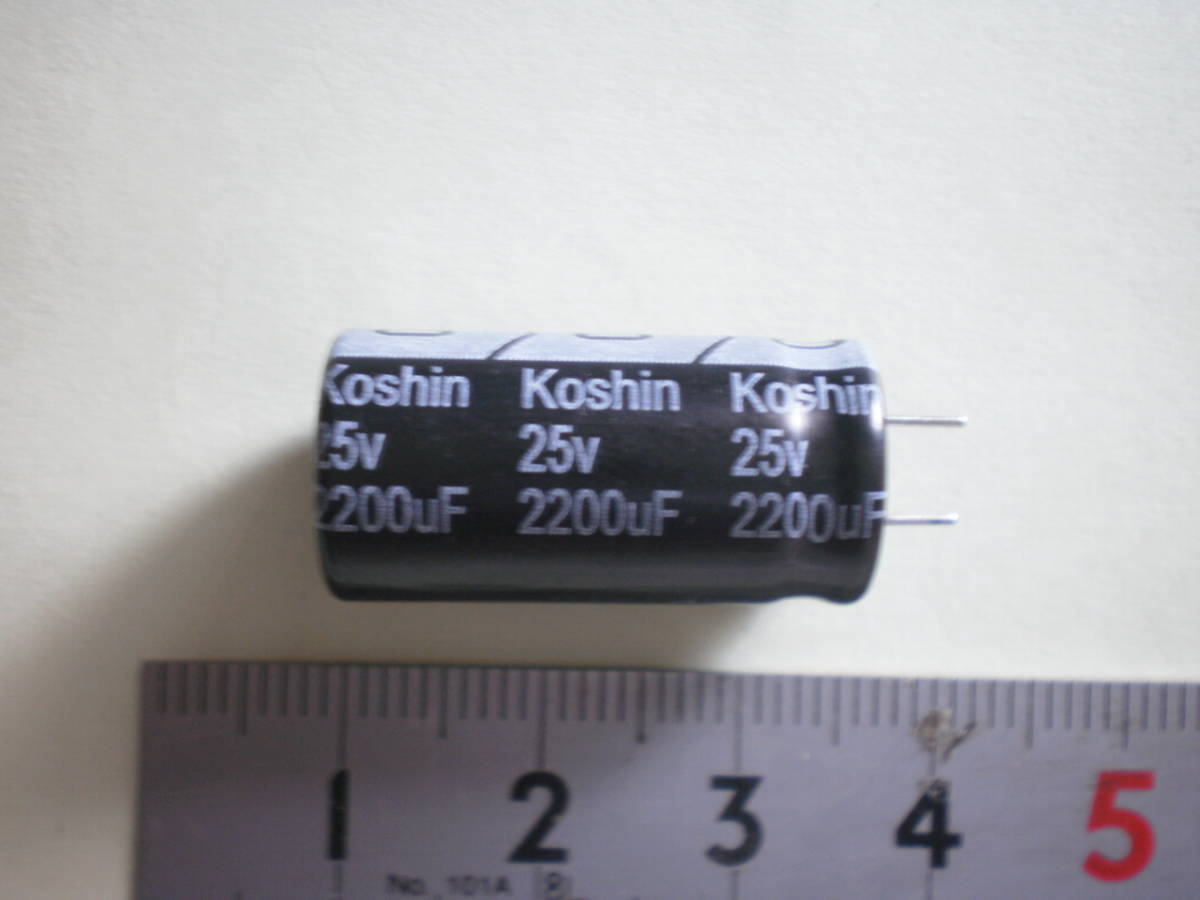 Koshin Koshin Koshin
25v 25v 25v
2200uF 2200uF 2200uF
1 2 3 4 5
No. 101A